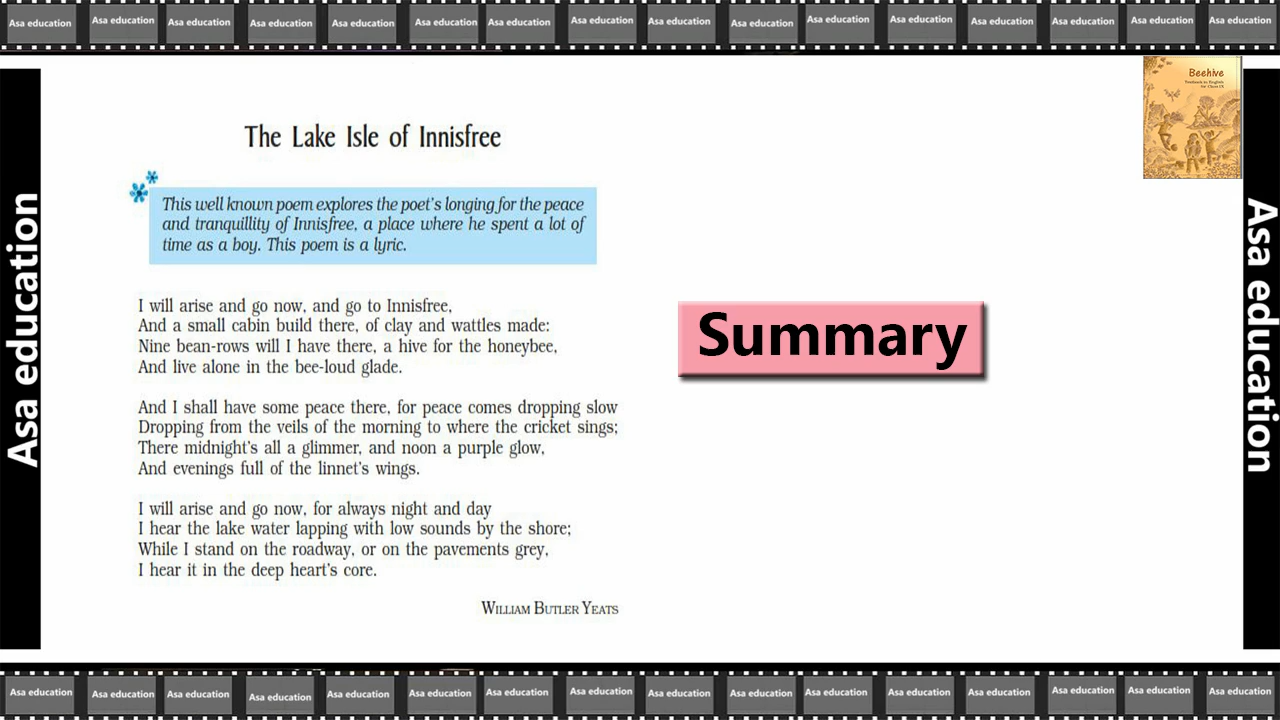 Asa education Asa education Asa education Asa education Asa education Asa education Asa education Asa education Asa education Asa education Asa education Asa education Asa education Asa education Asa education Asa education
Beehive
Textbook in English
for Class IX
The Lake Isle of Innisfree
This well known poem explores the poet's longing for the peace
and tranquillity of Innisfree, a place where he spent a lot of
time as a boy. This poem is a lyric.
I will arise and go now, and go to Innisfree,
And a small cabin build there, of clay and wattles made:
Nine bean-rows will I have there, a hive for the honeybee,
And live alone in the bee-loud glade.
And I shall have some peace there, for peace comes dropping slow
Dropping from the veils of the morning to where the cricket sings;
There midnight's all a glimmer, and noon a purple glow,
And evenings full of the linnet's wings.
I will arise and go now, for always night and day
I hear the lake water lapping with low sounds by the shore;
While I stand on the roadway, or on the pavements grey,
I hear it in the deep heart's core.
William Butler Yeats
Summary
Asa education
Asa education
Asa education Asa education Asa education Asa education Asa education Asa education Asa education Asa education Asa education Asa education Asa education Asa education Asa education Asa education Asa education Asa education